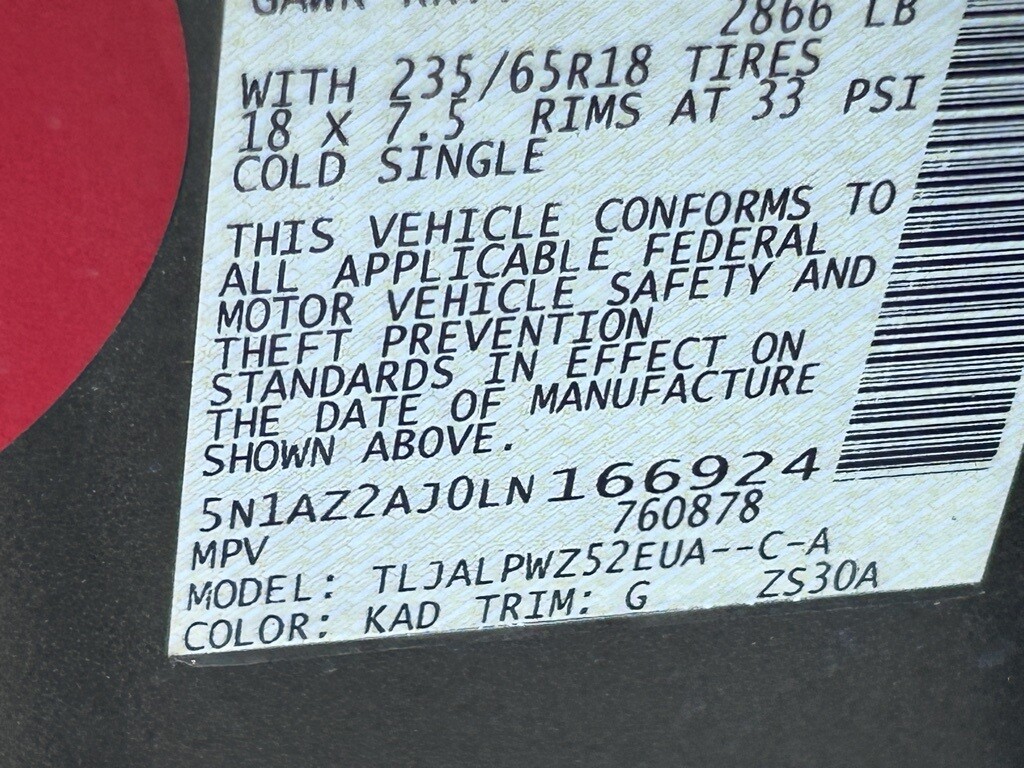 2866 LB
WITH 235/65R18 TIRES
18 X 7.5 RIMS AT 33 PSI
COLD SINGLE
THIS VEHICLE CONFORMS TO
ALL APPLICABLE FEDERAL
MOTOR VEHICLE SAFETY AND
THEFT PREVENTION
STANDARDS IN EFFECT ON
THE DATE OF MANUFACTURE
SHOWN ABOVE.
5N1AZ2AJ0LN166924
760878
MPV
MODEL: TLJALPWZ52EUA--C-A
COLOR: KAD TRIM: G ZS30A